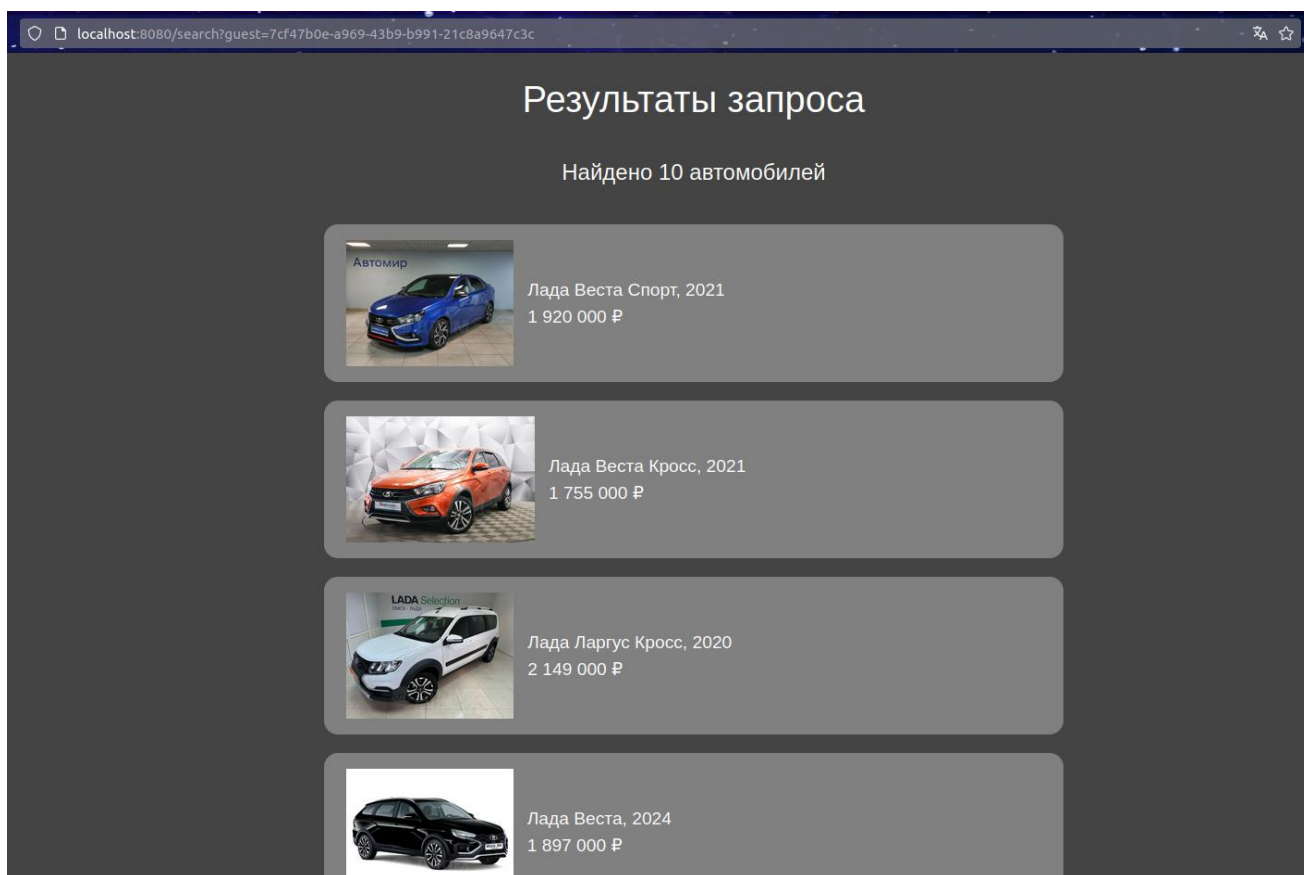 localhost:8080/search?guest=7cf47b0e-a969-43b9-b991-21c8a9647c3c
Результаты запроса
Найдено 10 автомобилей
Автомир
Лада Веста Спорт, 2021
1 920 000 ₽
Лада Веста Кросс, 2021
1 755 000 ₽
LADA Selection
Лада Ларгус Кросс, 2020
2 149 000 ₽
Лада Веста, 2024
1 897 000 ₽